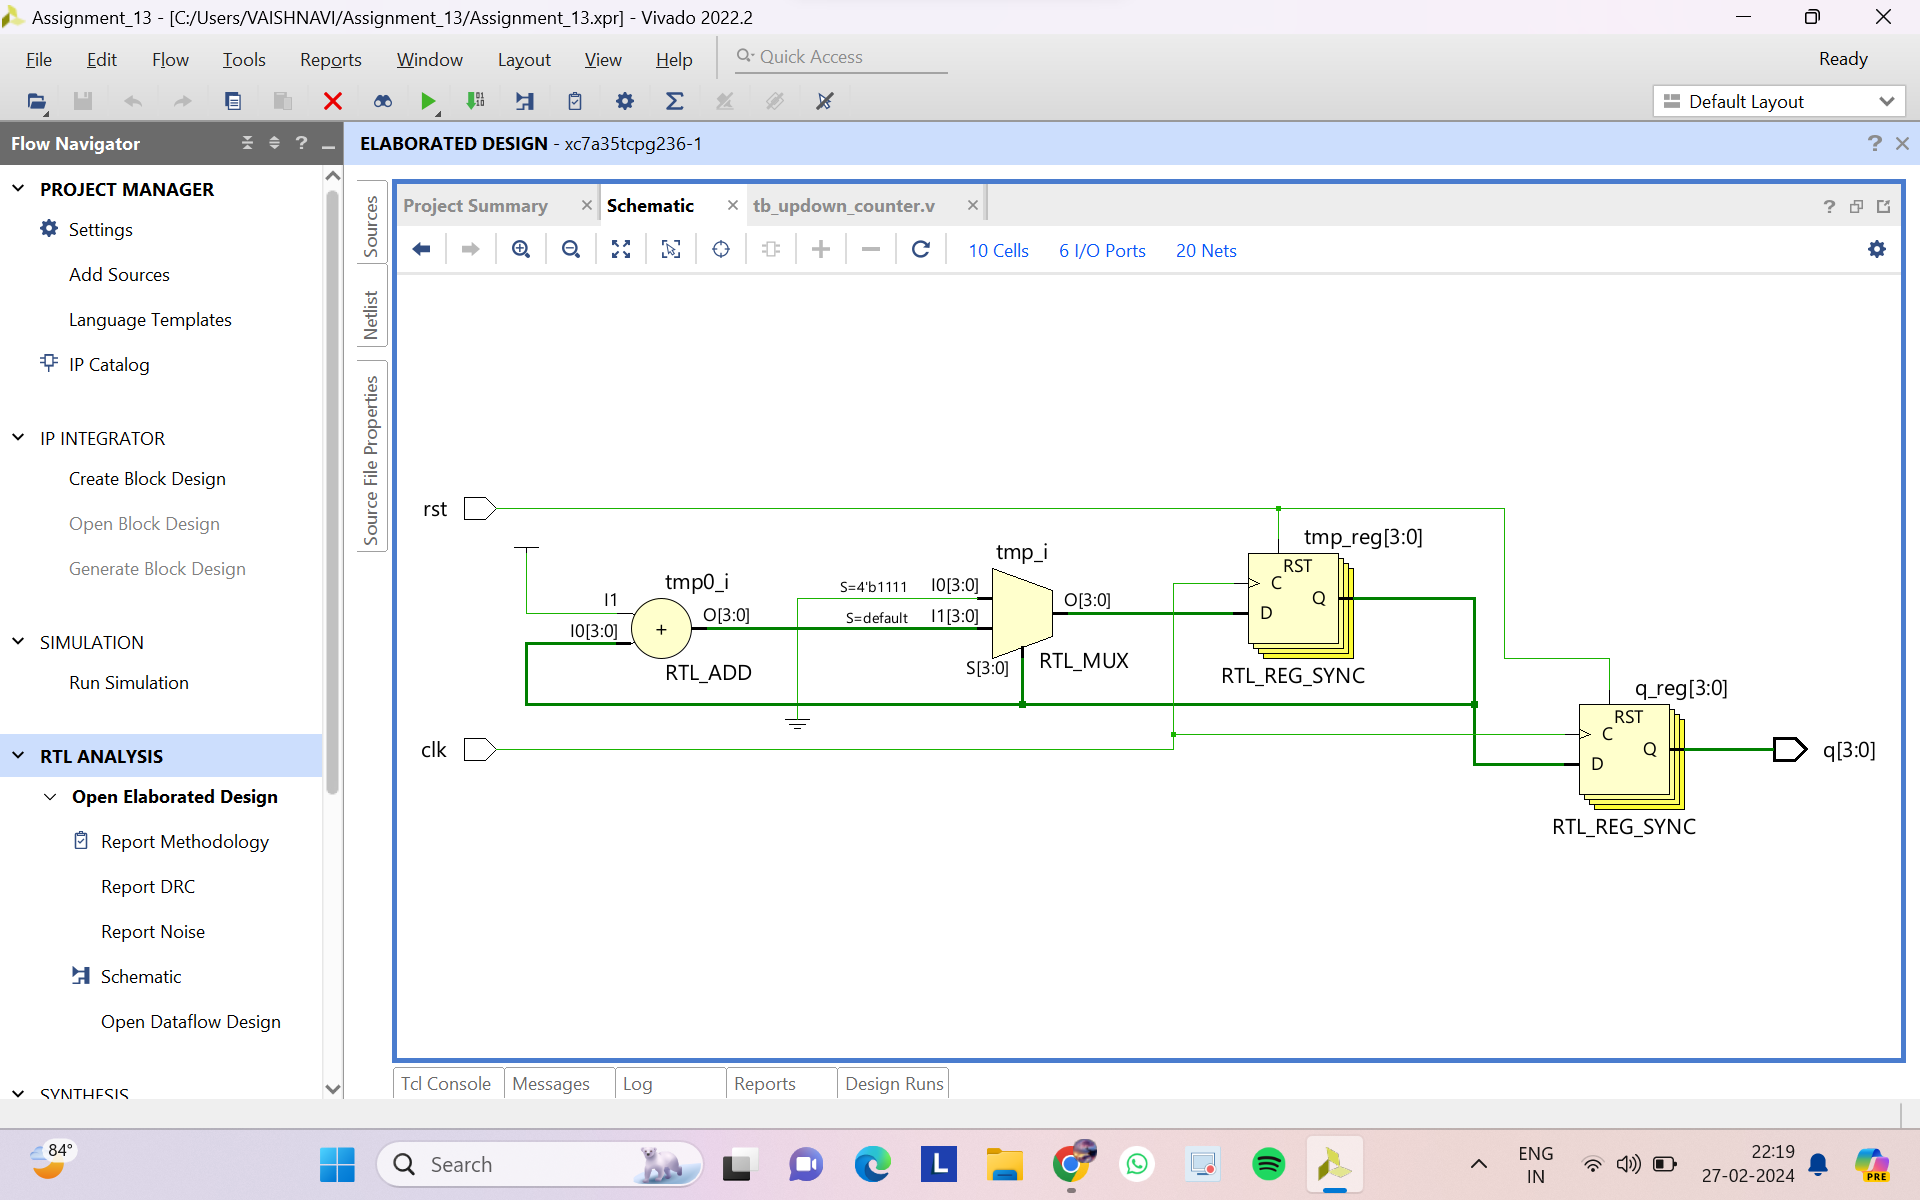 Assignment_13 - [C:/Users/VAISHNAVI/Assignment_13/Assignment_13.xpr] - Vivado 2022.2
File Edit Flow Tools Reports Window Layout View Help Quick Access Ready
Default Layout
Flow Navigator
ELABORATED DESIGN - xc7a35tcpg236-1
PROJECT MANAGER
Settings
Add Sources
Language Templates
IP Catalog
IP INTEGRATOR
Create Block Design
Open Block Design
Generate Block Design
SIMULATION
Run Simulation
RTL ANALYSIS
Open Elaborated Design
Report Methodology
Report DRC
Report Noise
Schematic
Open Dataflow Design
SYNTHESIS
Sources
Netlist
Source File Properties
Project Summary Schematic tb_updown_counter.v
10 Cells 6 I/O Ports 20 Nets
rst
tmp0_i
I1
I0[3:0]
+
O[3:0]
RTL_ADD
tmp_i
S=4'b1111 I0[3:0]
S=default I1[3:0]
S[3:0]
O[3:0]
RTL_MUX
tmp_reg[3:0]
RST
C
Q
D
RTL_REG_SYNC
q_reg[3:0]
RST
C
Q
D
RTL_REG_SYNC
clk
q[3:0]
Tcl Console Messages Log Reports Design Runs
84°
Search
L
ENG
IN
22:19
27-02-2024
PRE